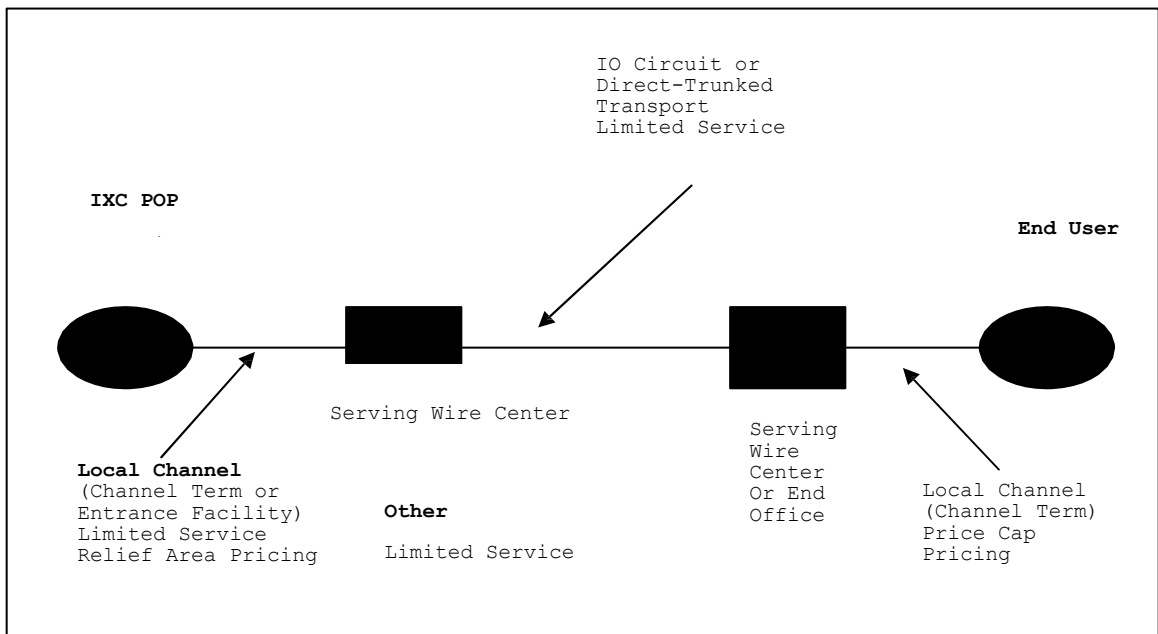 IO Circuit or
Direct-Trunked
Transport
Limited Service
IXC POP
End User
Serving Wire Center
Serving
Wire
Center
Or End
Office
Local Channel
(Channel Term or
Entrance Facility)
Limited Service
Relief Area Pricing
Other
Limited Service
Local Channel
(Channel Term)
Price Cap
Pricing